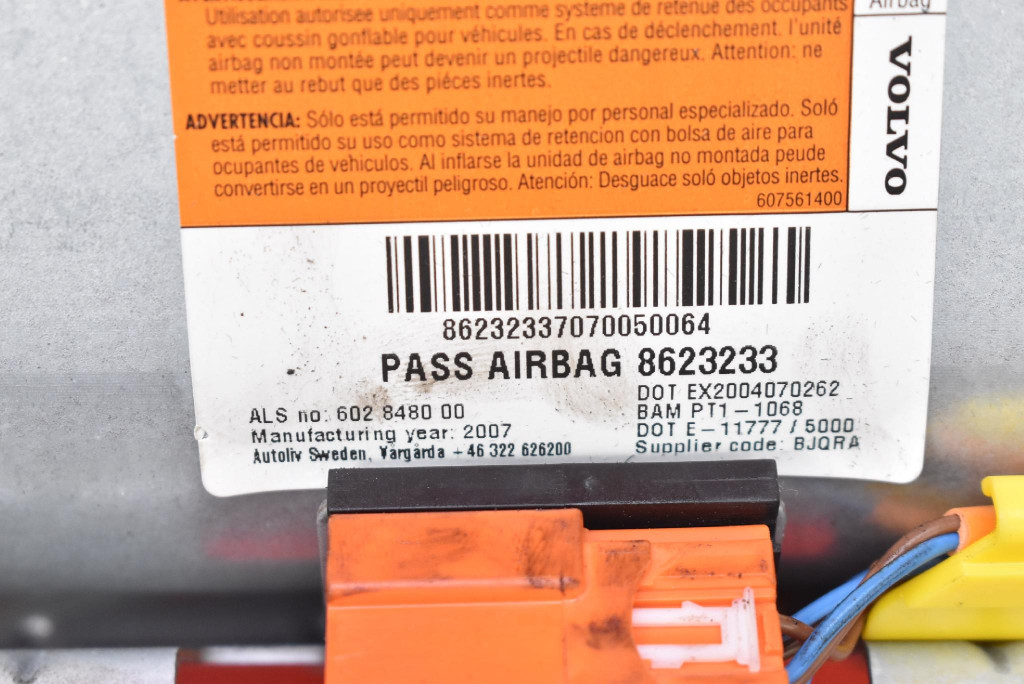 Utilisation autorisée uniquement comme système de retenue des occupants
avec coussin gonflable pour véhicules. En cas de déclenchement. l'unité
airbag non montée peut devenir un projectile dangereux. Attention: ne
metter au rebut que des piéces inertes.
ADVERTENCIA: Sólo está permitido su manejo por personal especializado. Soló
está permitido su uso como sistema de retencion con bolsa de aire para
ocupantes de vehiculos. Al inflarse la unidad de airbag no montada peude
convertirse en un proyectil peligroso. Atención: Desguace soló objetos inertes.
607561400
Airbag
VOLVO
86232337070050064
PASS AIRBAG 8623233
ALS no: 602 8480 00
Manufacturing year: 2007
Autoliv Sweden, Vårgårda +46 322 626200
DOT EX2004070262
BAM PT1-1068
DOT E-11777 / 5000
Supplier code: BJQRA